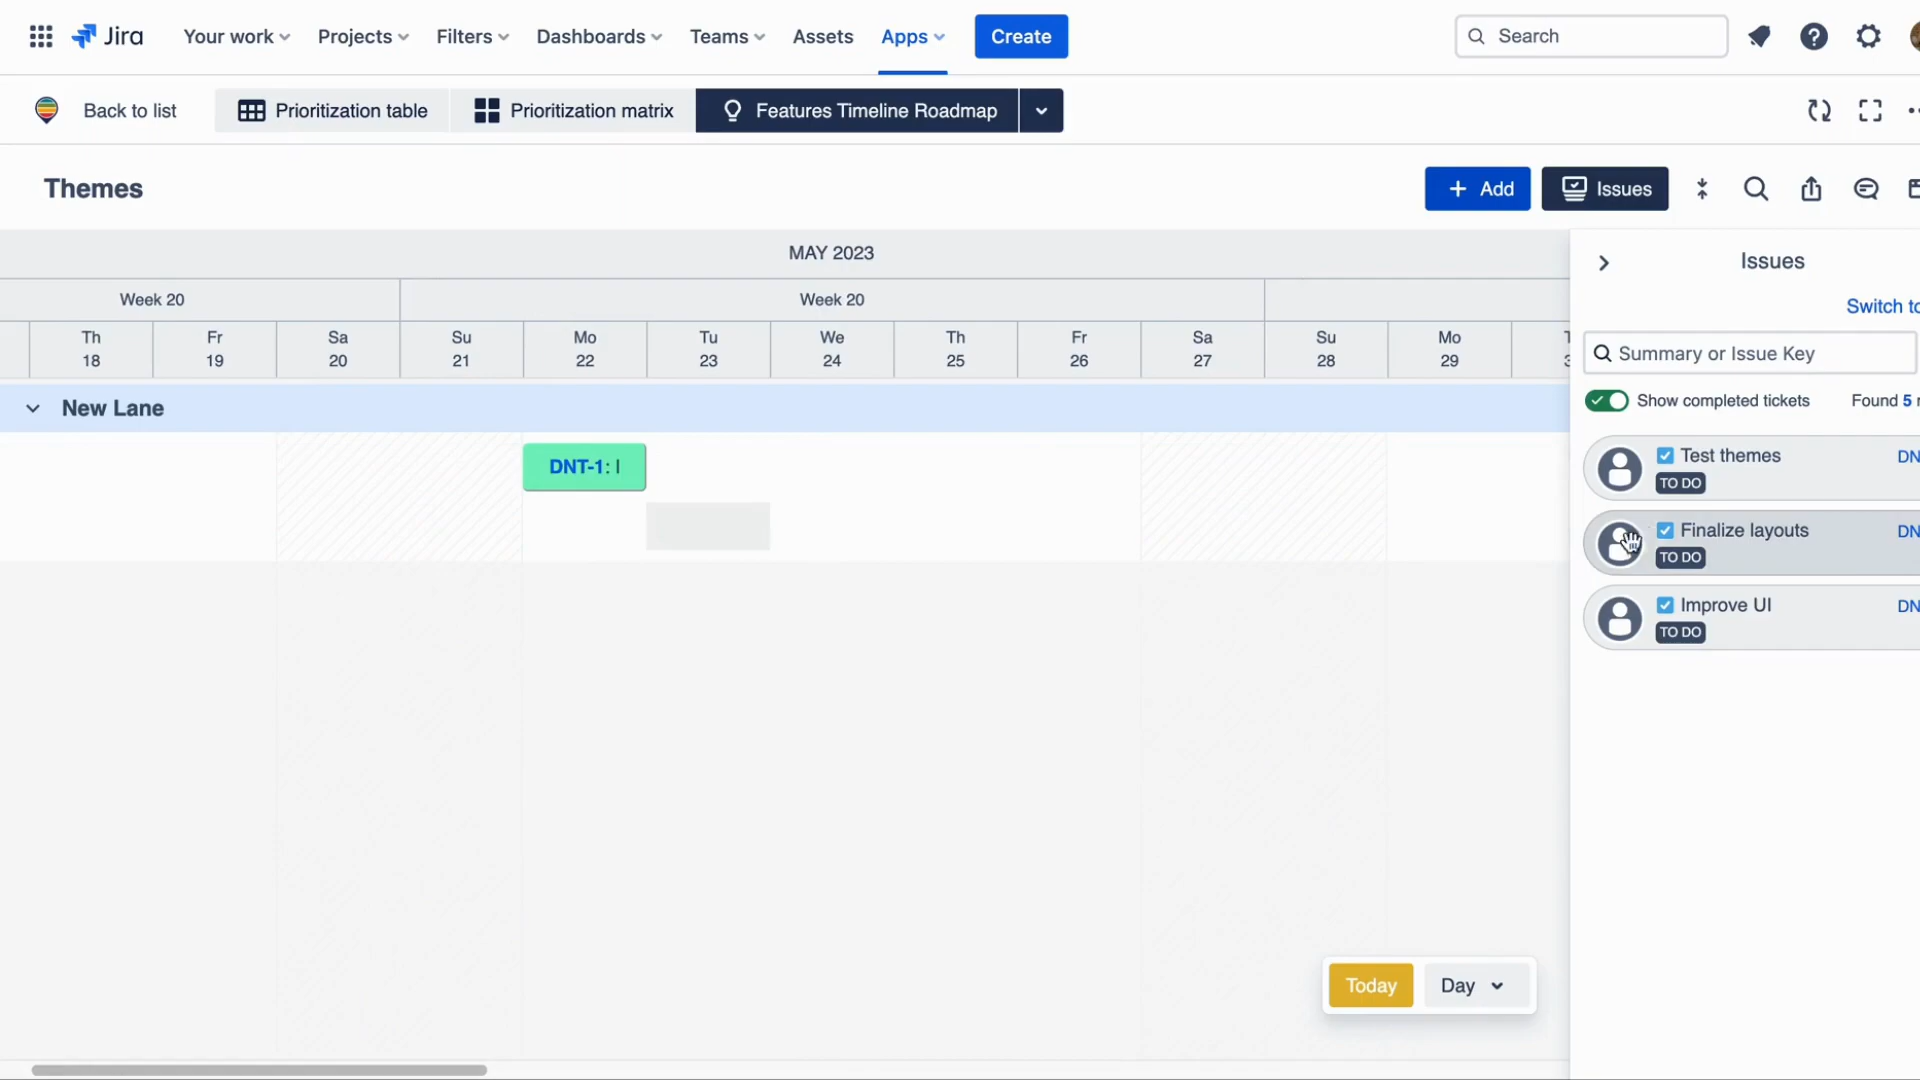 Jira Your work Projects Filters Dashboards Teams Assets Apps Create Search
Back to list Prioritization table Prioritization matrix Features Timeline Roadmap
Themes + Add Issues
MAY 2023
Week 20 Week 20
Th Fr Sa Su Mo Tu We Th Fr Sa Su Mo
18 19 20 21 22 23 24 25 26 27 28 29
New Lane
DNT-1: I
Issues
Switch to
Summary or Issue Key
Show completed tickets Found 5
Test themes DN
TO DO
Finalize layouts DN
TO DO
Improve UI DN
TO DO
Today Day